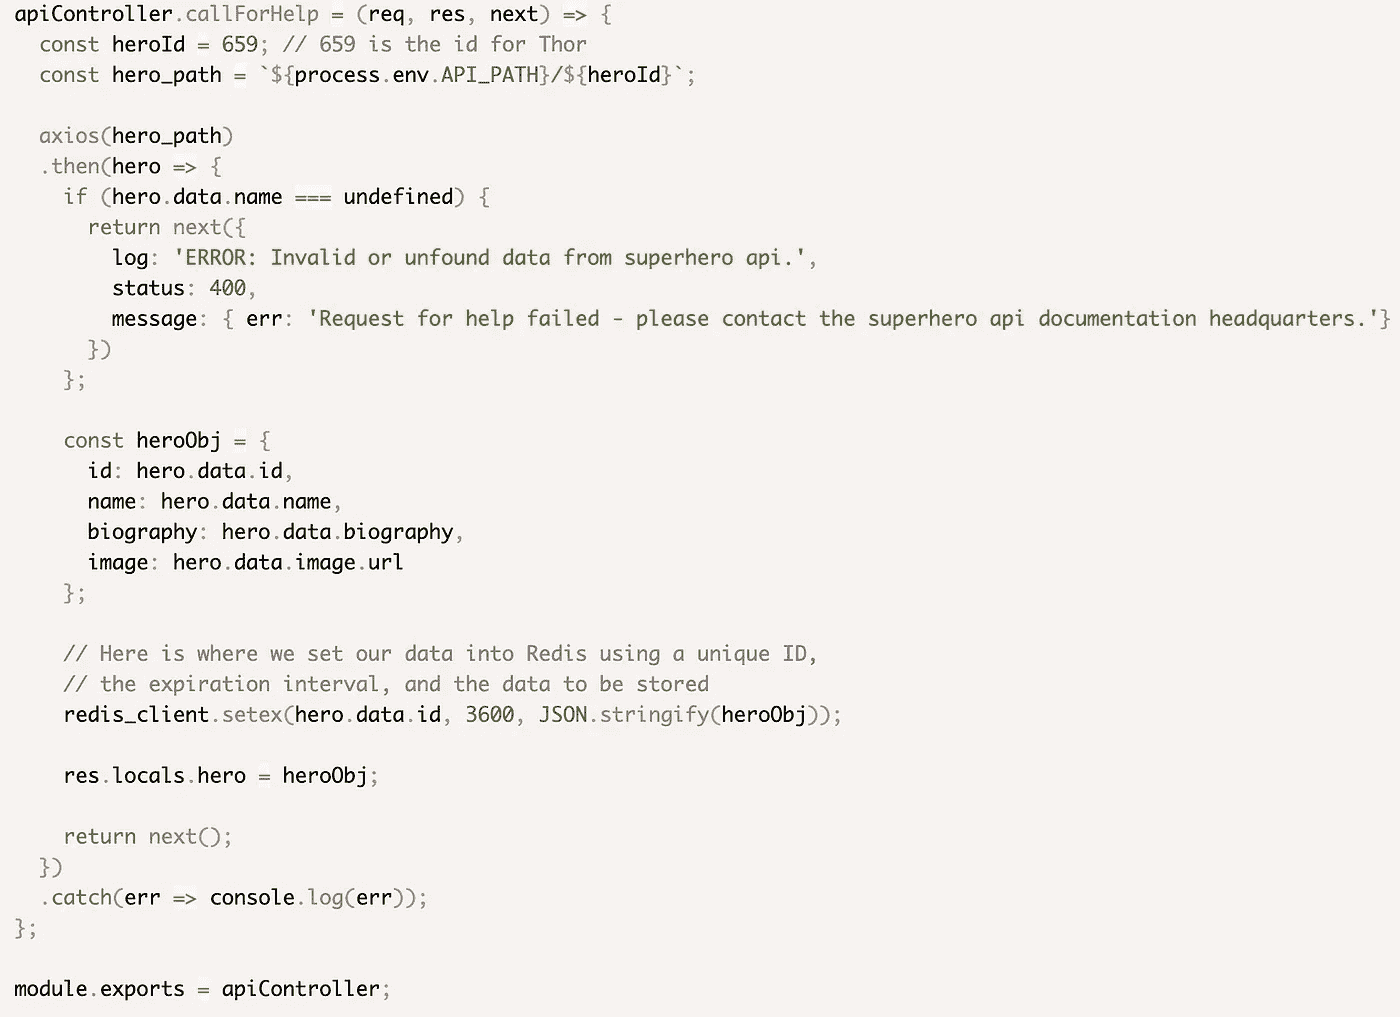 apiController.callForHelp = (req, res, next) => {
  const heroId = 659; // 659 is the id for Thor
  const hero_path = `${process.env.API_PATH}/${heroId}`;

  axios(hero_path)
  .then(hero => {
    if (hero.data.name === undefined) {
      return next({
        log: 'ERROR: Invalid or unfound data from superhero api.',
        status: 400,
        message: { err: 'Request for help failed - please contact the superhero api documentation headquarters.'}
      })
    };

    const heroObj = {
      id: hero.data.id,
      name: hero.data.name,
      biography: hero.data.biography,
      image: hero.data.image.url
    };

    // Here is where we set our data into Redis using a unique ID,
    // the expiration interval, and the data to be stored
    redis_client.setex(hero.data.id, 3600, JSON.stringify(heroObj));

    res.locals.hero = heroObj;

    return next();
  })
  .catch(err => console.log(err));
};

module.exports = apiController;